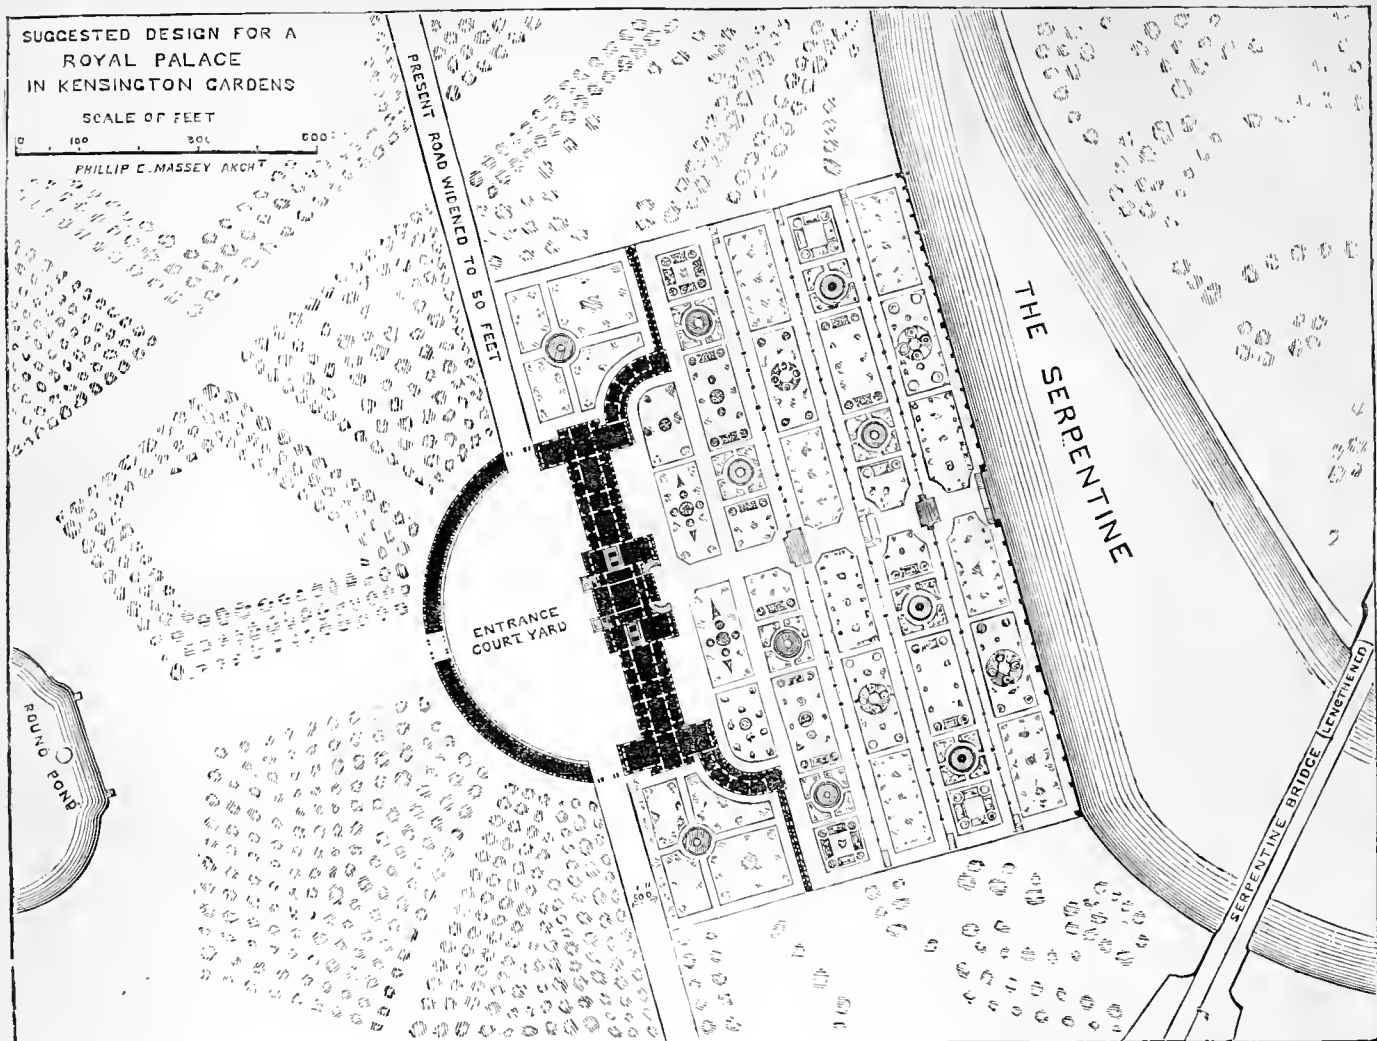 SUGGESTED DESIGN FOR A
ROYAL PALACE
IN KENSINGTON GARDENS
SCALE OF FEET
0 100 300 500
PHILLIP C. MASSEY ARCHT
PRESENT ROAD WIDENED TO 50 FEET
THE SERPENTINE
ENTRANCE
COURT YARD
ROUND POND
SERPENTINE BRIDGE LENGTHENED